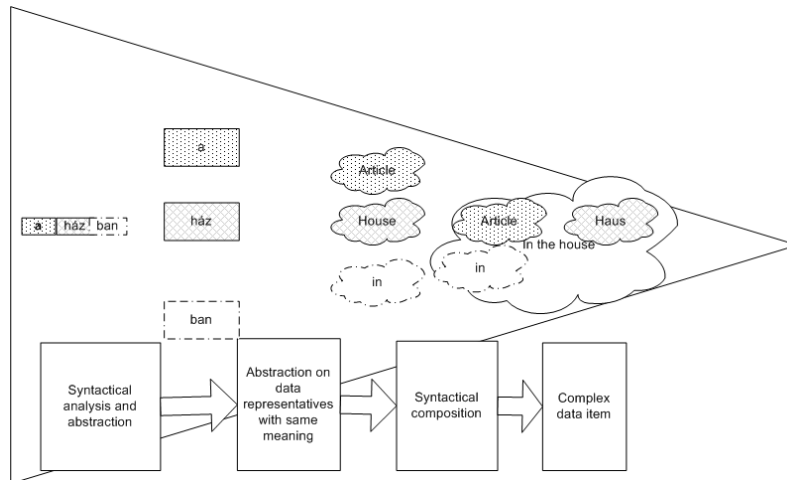 a
Article
a ház ban
ház
House
Article
Haus
In the house
in
in
ban
Syntactical
analysis and
abstraction
Abstraction on
data
representatives
with same
meaning
Syntactical
composition
Complex
data item